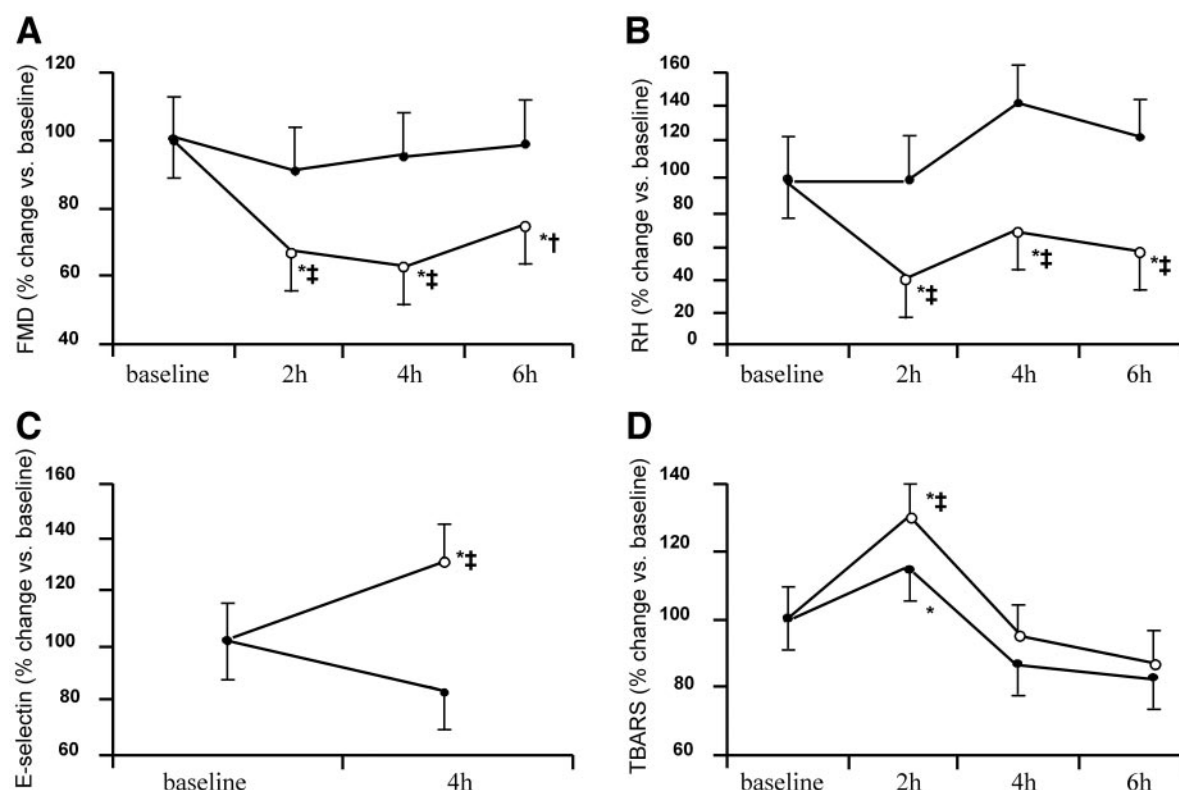 A
FMD (% change vs. baseline)
120
100
80
60
40
*‡
*‡
*†
baseline 2h 4h 6h
B
RH (% change vs. baseline)
160
140
120
100
80
60
40
20
0
*‡
*‡
*‡
baseline 2h 4h 6h
C
E-selectin (% change vs. baseline)
160
140
120
100
80
60
*‡
baseline 4h
D
TBARS (% change vs. baseline)
140
120
100
80
60
*‡
*
baseline 2h 4h 6h